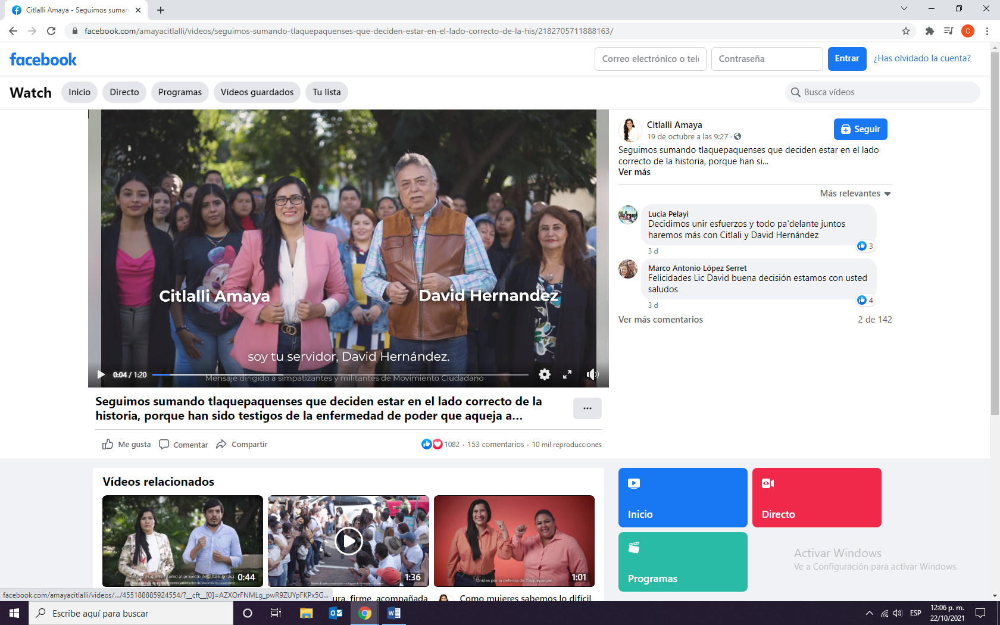 Citlalli Amaya - Seguimos suman
facebook.com/amayacitlalli/videos/seguimos-sumando-tlaquepaquenses-que-deciden-estar-en-el-lado-correcto-de-la-his/2182705711888163/
C
facebook
Correo electrónico o telé
Contraseña
Entrar
¿Has olvidado la cuenta?
Watch
Inicio
Directo
Programas
Vídeos guardados
Tu lista
Busca vídeos
Citlalli Amaya
David Hernandez
soy tu servidor, David Hernández.
0:04 / 1:20
Mensaje dirigido a simpatizantes y militantes de Movimiento Ciudadano
Citlalli Amaya
19 de octubre a las 9:27 ·
Seguir
Seguimos sumando tlaquepaquenses que deciden estar en el lado
correcto de la historia, porque han si...
Ver más
Más relevantes
Lucia Pelayi
Decidimos unir esfuerzos y todo pa'delante juntos
haremos más con Citlali y David Hernández
3
3 d
Marco Antonio López Serret
Felicidades Lic David buena decisión estamos con usted
saludos
4
3 d
Ver más comentarios
2 de 142
Seguimos sumando tlaquepaquenses que deciden estar en el lado correcto de la
historia, porque han sido testigos de la enfermedad de poder que aqueja a...
Me gusta
Comentar
Compartir
1082 · 153 comentarios · 10 mil reproducciones
Vídeos relacionados
Por eso es que me sumo al proyecto de Citlalli Amaya
0:44
1:36
Unidas por la defensa de Tlaquepaque.
1:01
Inicio
Directo
Programas
Activar Windows
Ve a Configuración para activar Windows.
facebook.com/amayacitlalli/videos/.../455188885924554/?__cft__[0]=AZXOrFNMLg_pwR9ZUYpFKPx5G...
ura, firme, acompañada
Como mujeres sabemos lo difícil
Escribe aquí para buscar
ESP
12:06 p. m.
22/10/2021